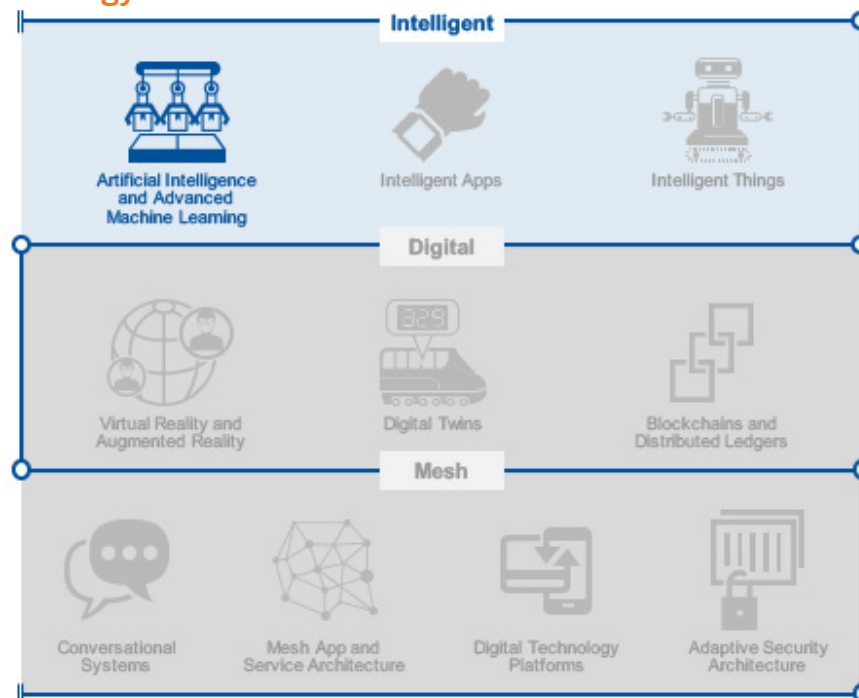 Intelligent
Artificial Intelligence
and Advanced
Machine Learning
Intelligent Apps
Intelligent Things
Digital
329
Virtual Reality and
Augmented Reality
Digital Twins
Blockchains and
Distributed Ledgers
Mesh
Conversational
Systems
Mesh App and
Service Architecture
Digital Technology
Platforms
Adaptive Security
Architecture